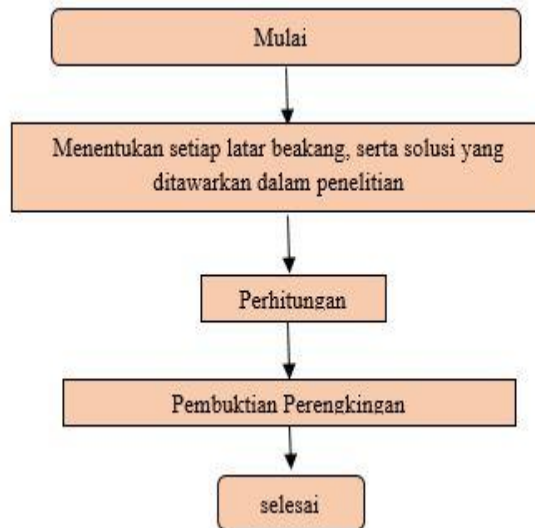 Mulai
Menentukan setiap latar beakang, serta solusi yang
ditawarkan dalam penelitian
Perhitungan
Pembuktian Perengkingan
selesai